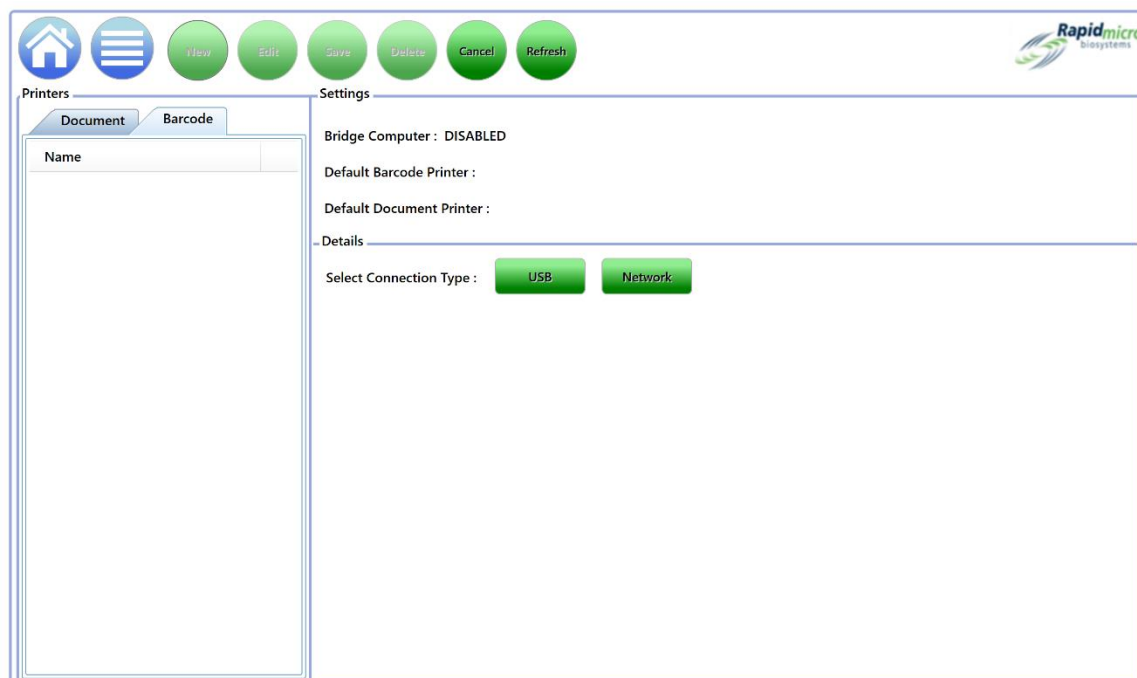 New Edit Save Delete Cancel Refresh
Rapidmicro
biosystems
Printers
Document Barcode
Name
Settings
Bridge Computer : DISABLED
Default Barcode Printer :
Default Document Printer :
Details
Select Connection Type : USB Network